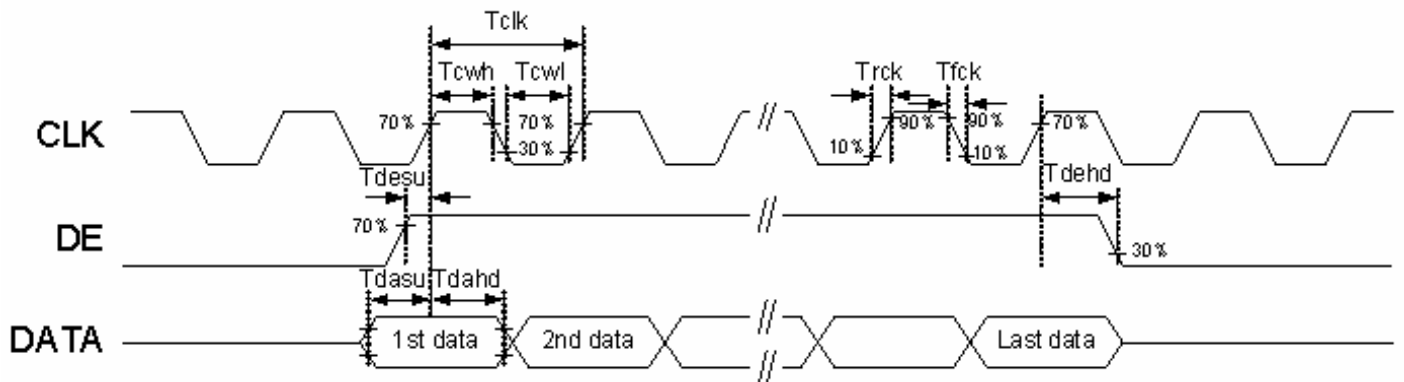 Tclk
Tcwh Tcwl Trck Tfck
CLK 70% 70% 30% 10% 90% 90% 10% 70%
Tdesu Tdehd
DE 70% 30%
Tdasu Tdahd
DATA 1st data 2nd data Last data